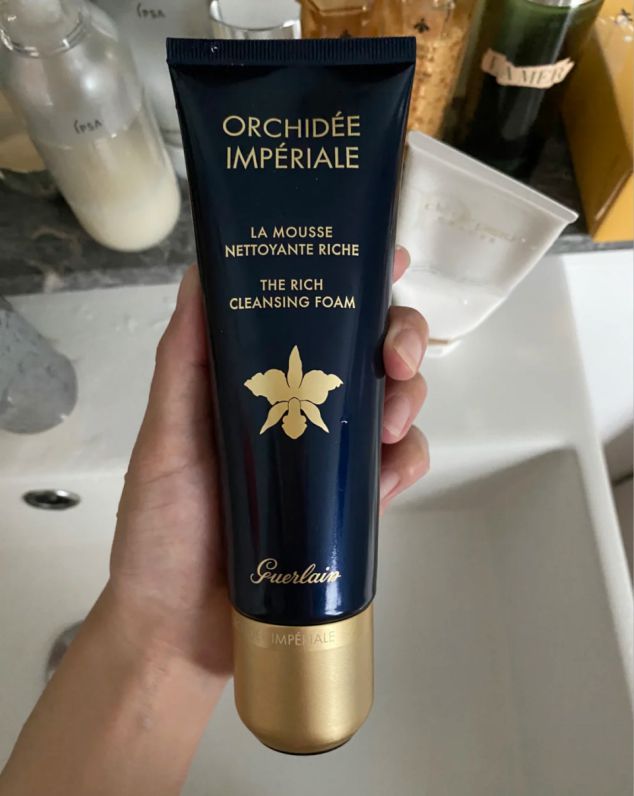 ORCHIDÉE
IMPÉRIALE
LA MOUSSE
NETTOYANTE RICHE
THE RICH
CLEANSING FOAM
Guerlain
IMPÉRIALE
IPSA
IPSA
LA MER